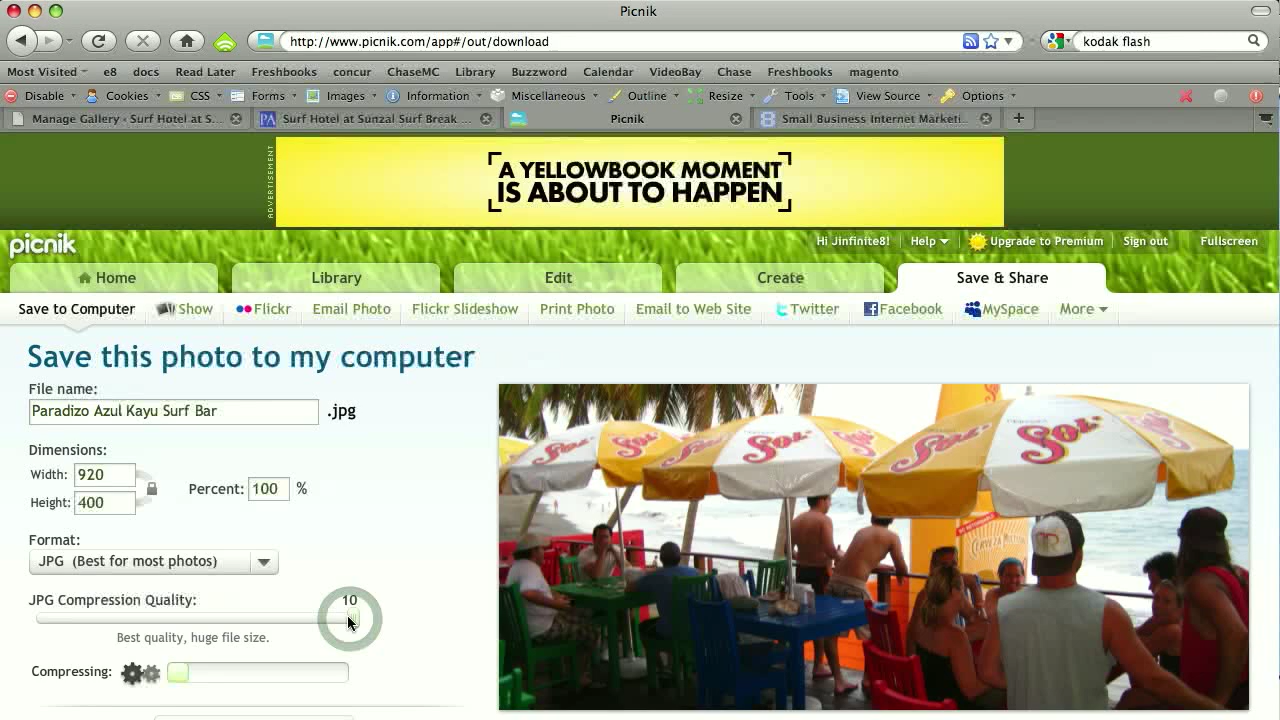 Picnik
http://www.picnik.com/app#/out/download
kodak flash
Most Visited e8 docs Read Later Freshbooks concur ChaseMC Library Buzzword Calendar VideoBay Chase Freshbooks magento
Disable Cookies CSS Forms Images Information Miscellaneous Outline Resize Tools View Source Options
Manage Gallery ‹ Surf Hotel at S... PA Surf Hotel at Sunzal Surf Break ... Picnik Small Business Internet Marketi...
ADVERTISEMENT
A YELLOWBOOK MOMENT
IS ABOUT TO HAPPEN
picnik
Hi Jinfinite8! Help Upgrade to Premium Sign out Fullscreen
Home Library Edit Create Save & Share
Save to Computer Show Flickr Email Photo Flickr Slideshow Print Photo Email to Web Site Twitter Facebook MySpace More
Save this photo to my computer
File name:
Paradizo Azul Kayu Surf Bar .jpg
Dimensions:
Width: 920
Percent: 100 %
Height: 400
Format:
JPG (Best for most photos)
JPG Compression Quality: 10
Best quality, huge file size.
Compressing:
Sol Sol Sol Sol Sol Sol